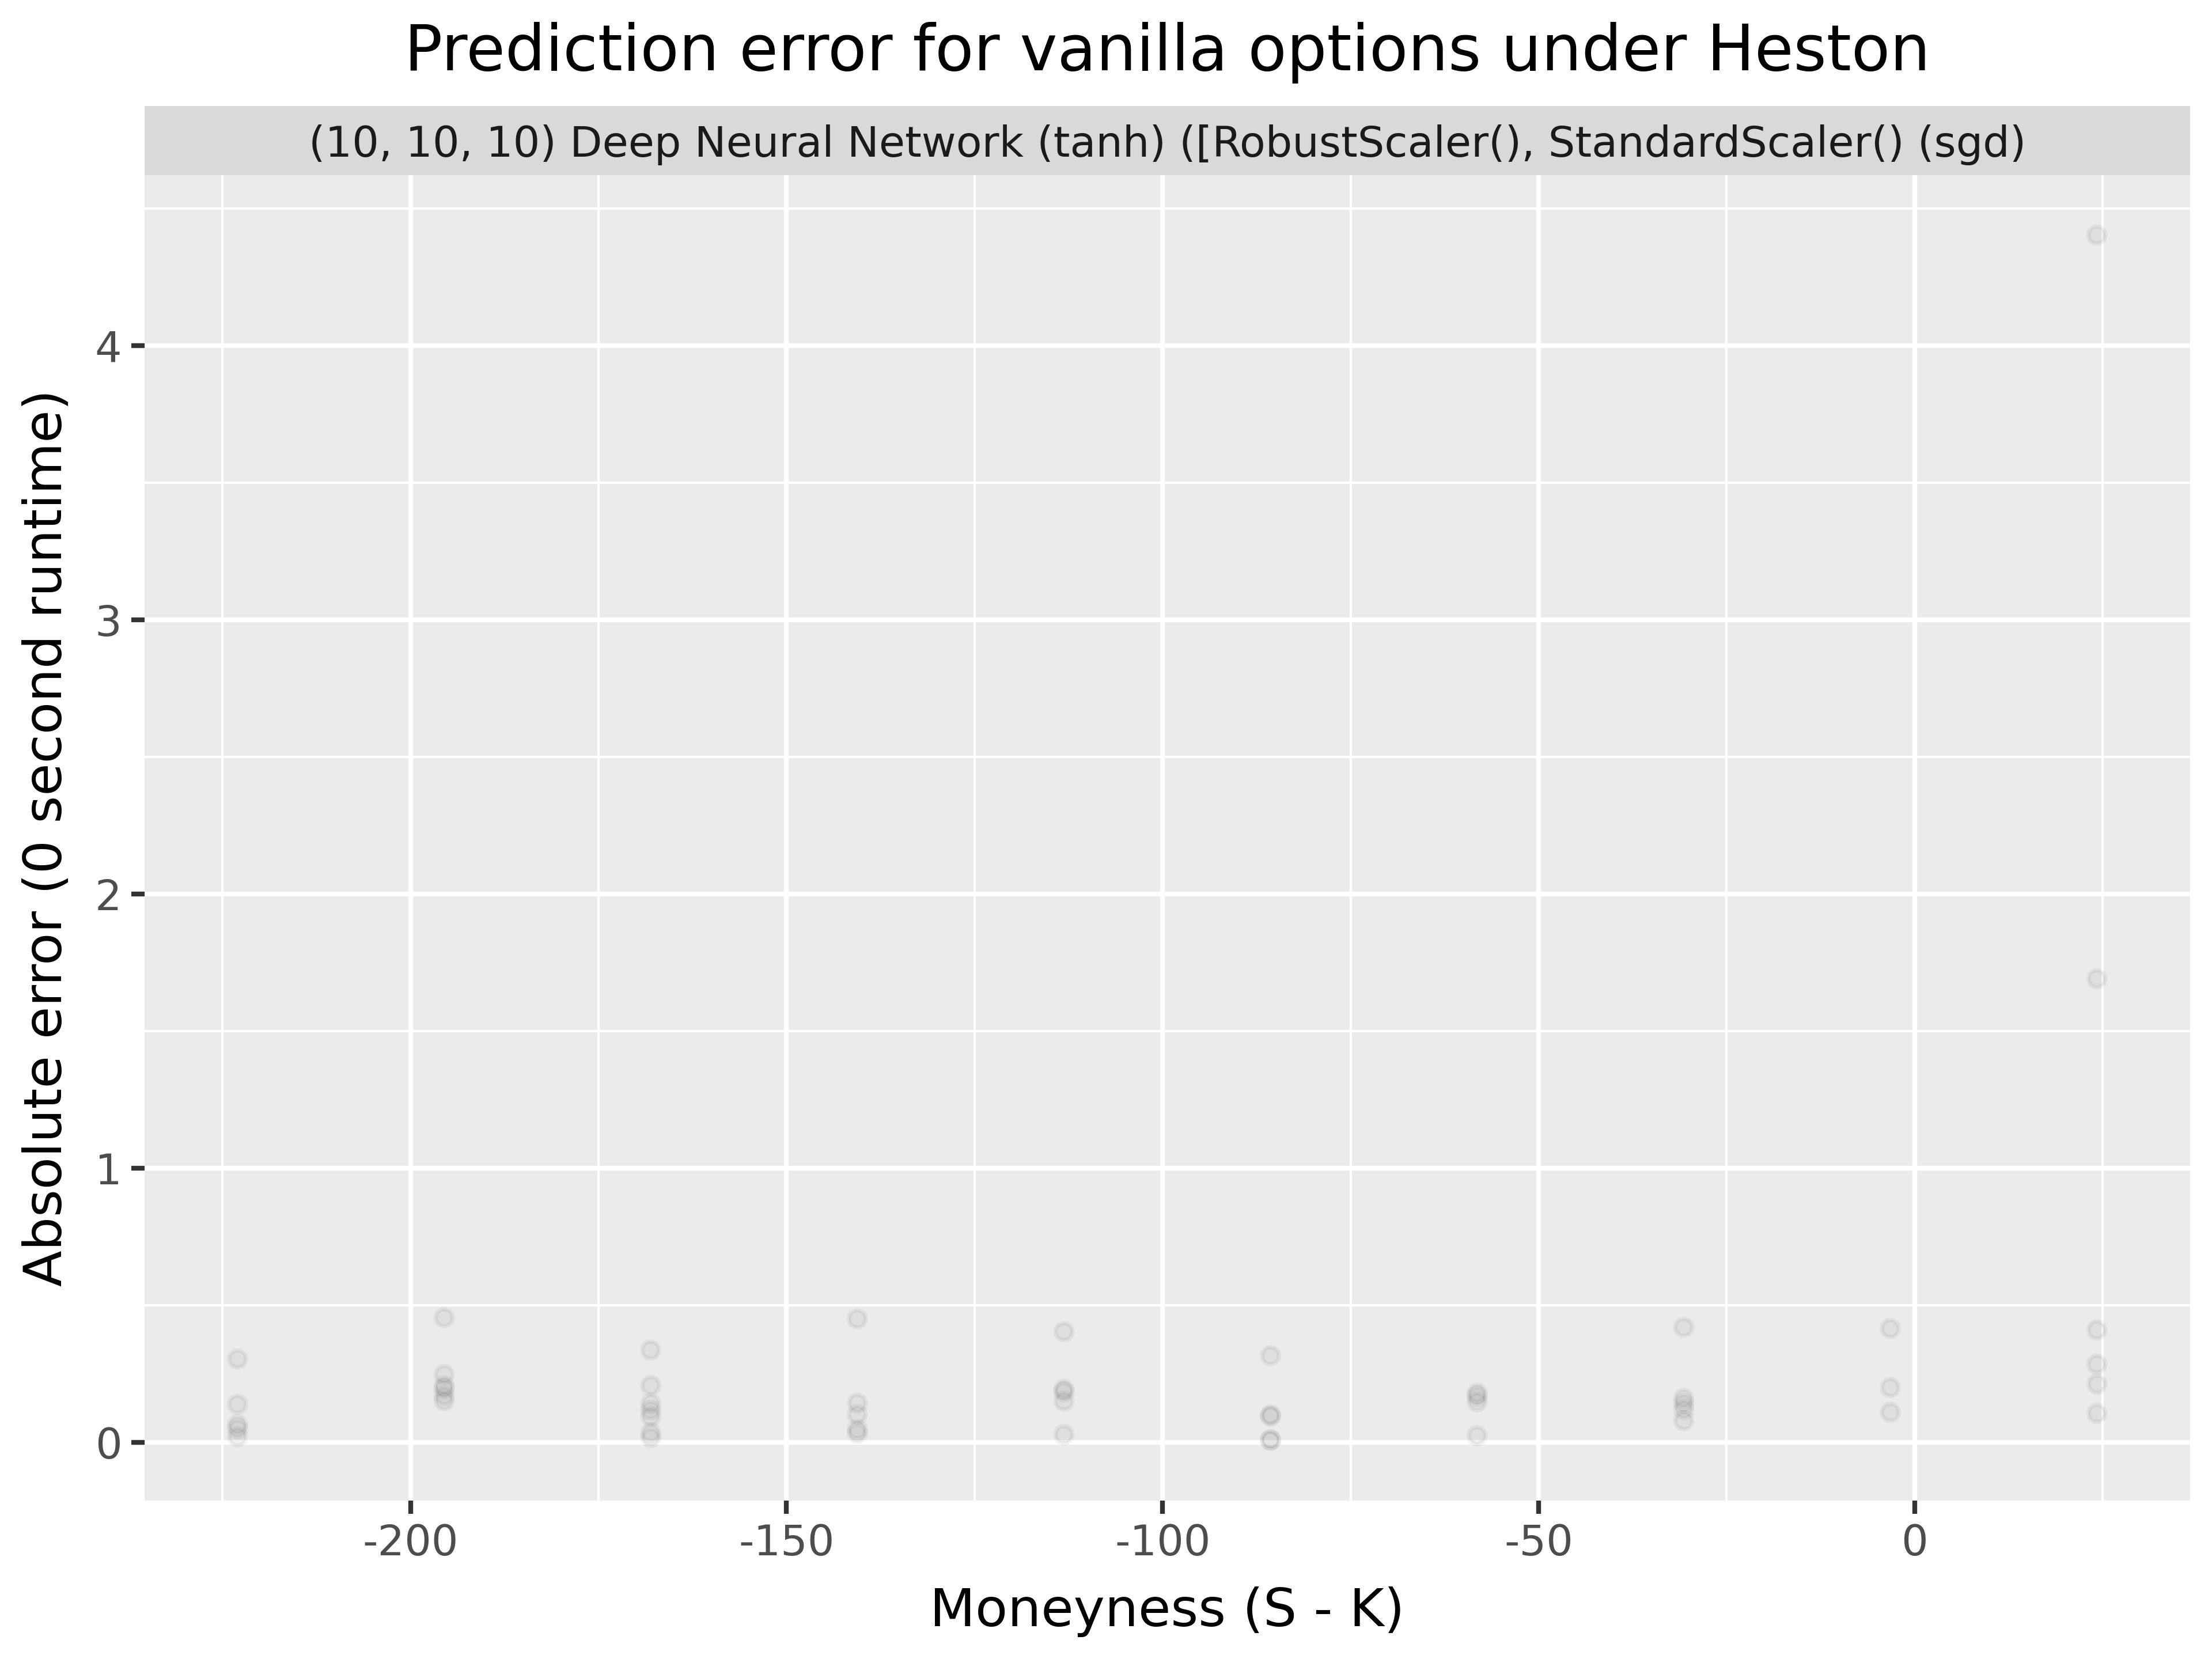 Prediction error for vanilla options under Heston
(10, 10, 10) Deep Neural Network (tanh) ([RobustScaler(), StandardScaler() (sgd)
Absolute error (0 second runtime)
4
3
2
1
0
-200 -150 -100 -50 0
Moneyness (S - K)